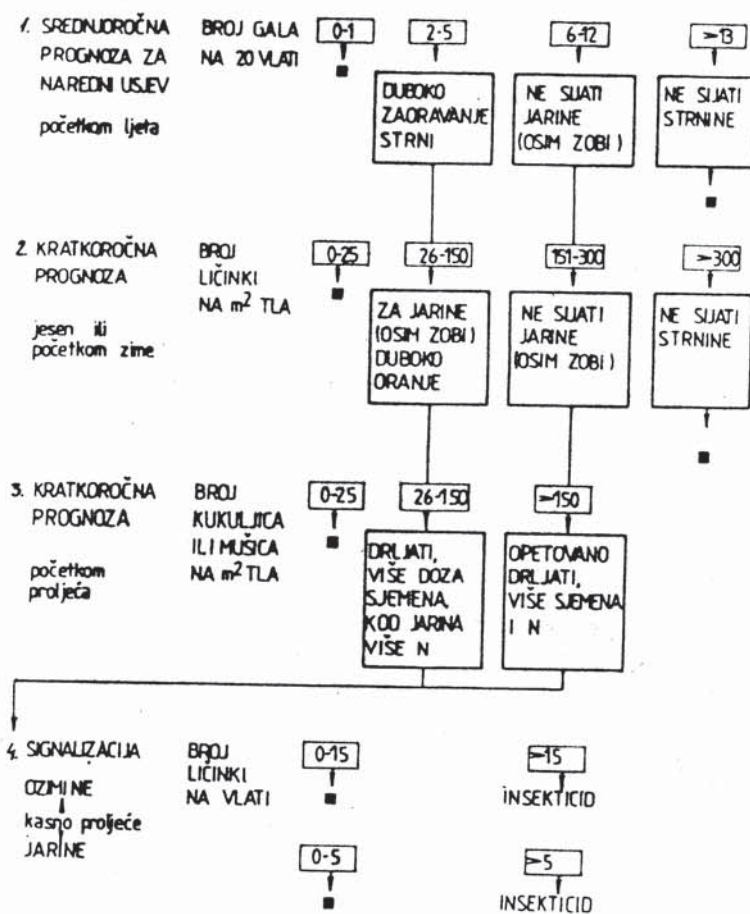 1. SREDNJOROČNA
PROGNOZA ZA
NAREDNI USJEV
početkom ljeta
BROJ GALA
NA 20 VLATI
0-1
2-5
6-12
>13
DUBOKO
ZAORAVANJE
STRNI
NE SIJATI
JARINE
(OSIM ZOBI)
NE SIJATI
STRNINE
2. KRATKOROČNA
PROGNOZA
jesen ili
početkom zime
BROJ
LIČINKI
NA m² TLA
0-25
26-150
151-300
>300
ZA JARINE
(OSIM ZOBI)
DUBOKO
ORANJE
NE SIJATI
JARINE
(OSIM ZOBI)
NE SIJATI
STRNINE
3. KRATKOROČNA
PROGNOZA
početkom
proljeća
BROJ
KUKULJICA
ILI MUŠICA
NA m² TLA
0-25
26-150
>150
DRLJATI,
VIŠE DOZA
SJEMENA,
KOD JARINA
VIŠE N
OPETOVANO
DRLJATI,
VIŠE SJEMENA
I N
4. SIGNALIZACIJA
OZIMINE
kasno proljeće
JARINE
BROJ
LIČINKI
NA VLATI
0-15
>15
INSEKTICID
0-5
>5
INSEKTICID